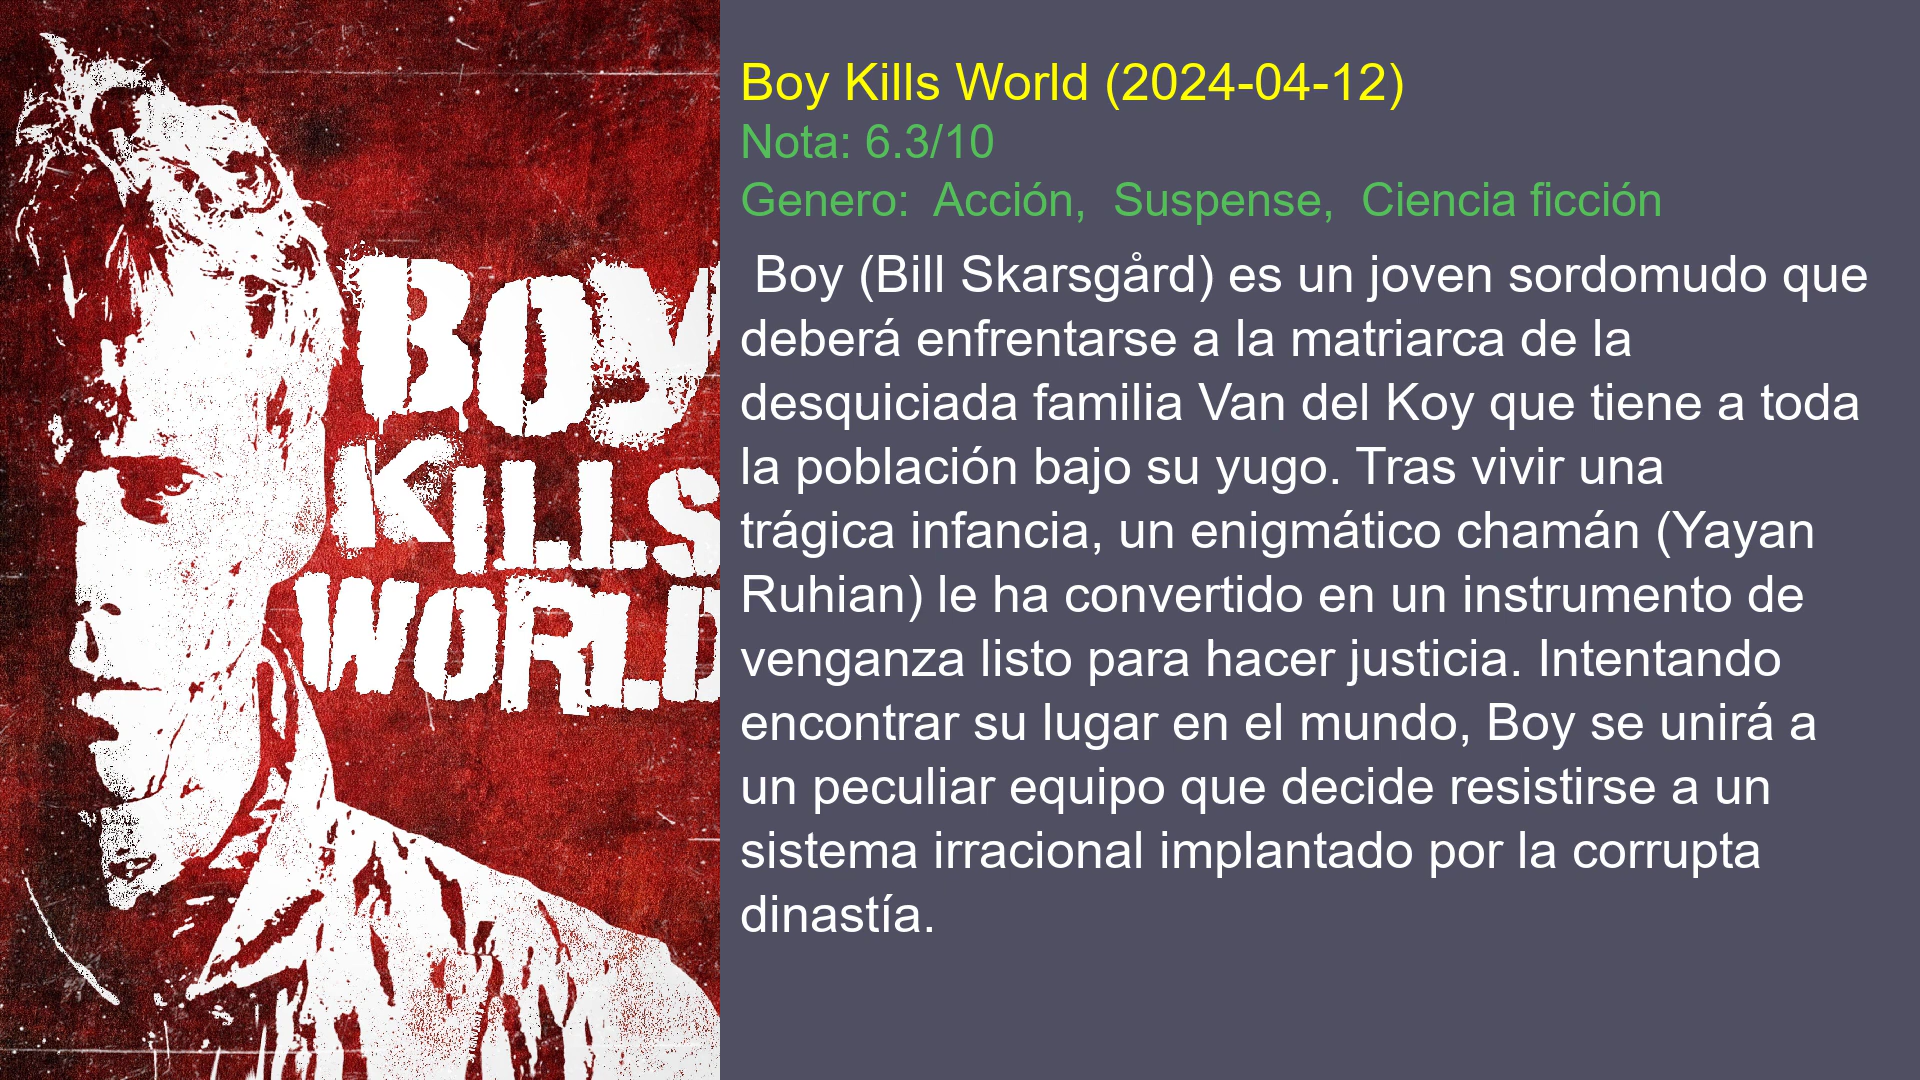 BOY
KILLS
WORLD
Boy Kills World (2024-04-12)
Nota: 6.3/10
Genero: Acción, Suspense, Ciencia ficción
Boy (Bill Skarsgård) es un joven sordomudo que
deberá enfrentarse a la matriarca de la
desquiciada familia Van del Koy que tiene a toda
la población bajo su yugo. Tras vivir una
trágica infancia, un enigmático chamán (Yayan
Ruhian) le ha convertido en un instrumento de
venganza listo para hacer justicia. Intentando
encontrar su lugar en el mundo, Boy se unirá a
un peculiar equipo que decide resistirse a un
sistema irracional implantado por la corrupta
dinastía.